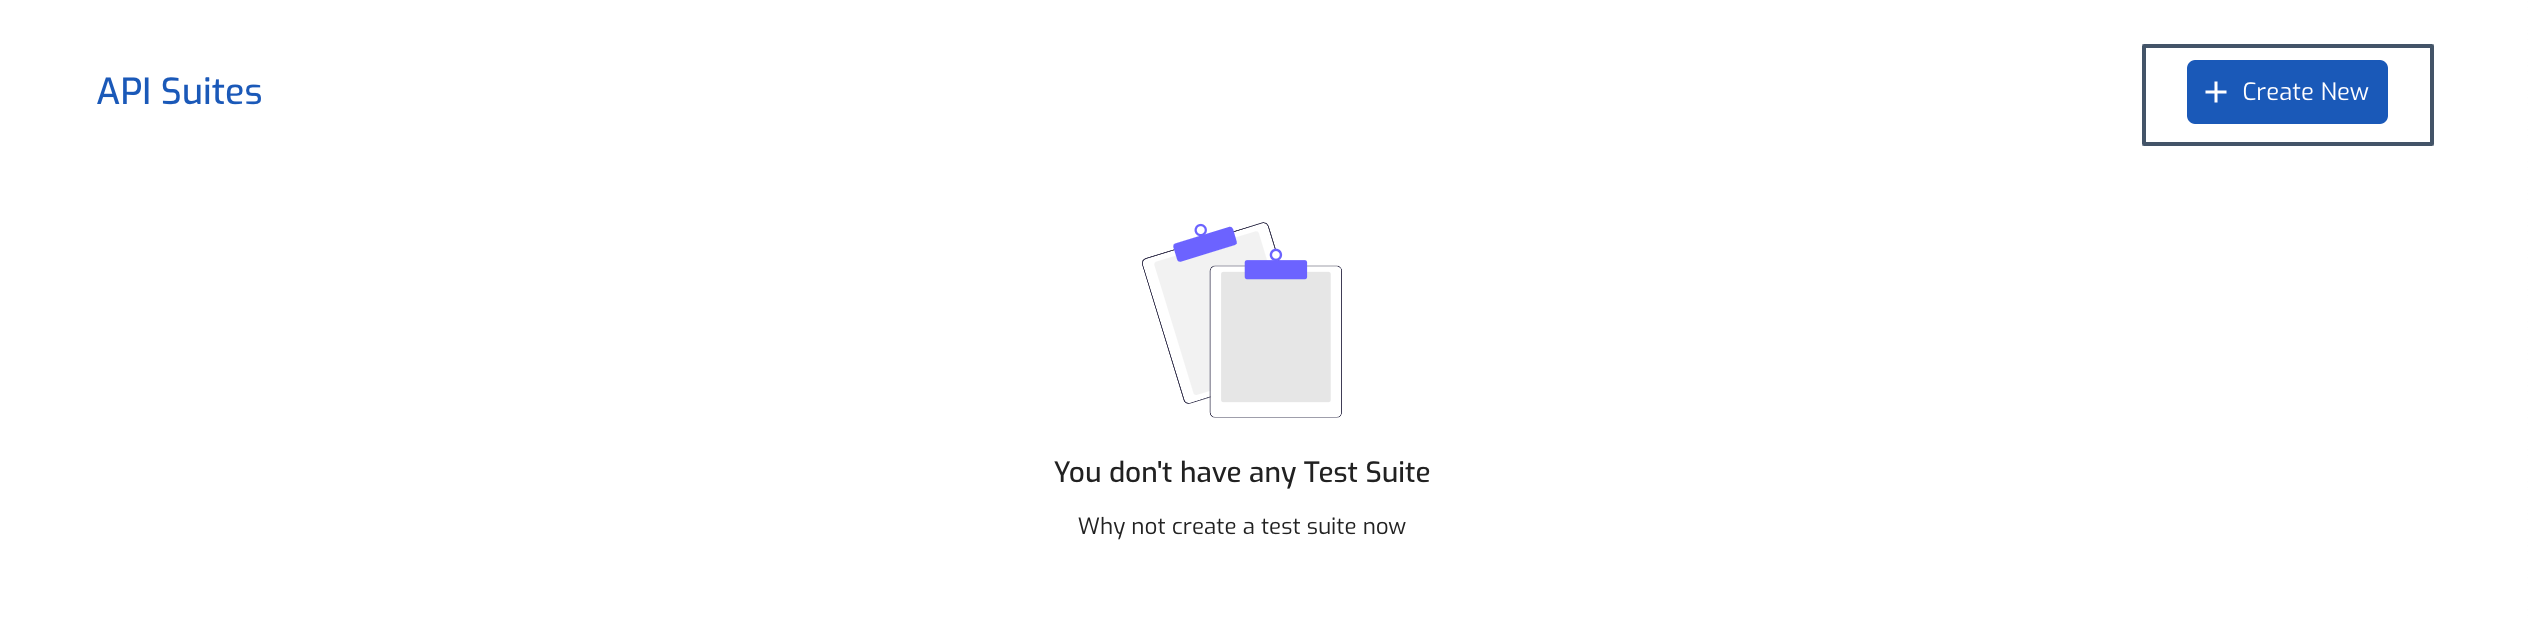 API Suites
+ Create New
You don't have any Test Suite
Why not create a test suite now